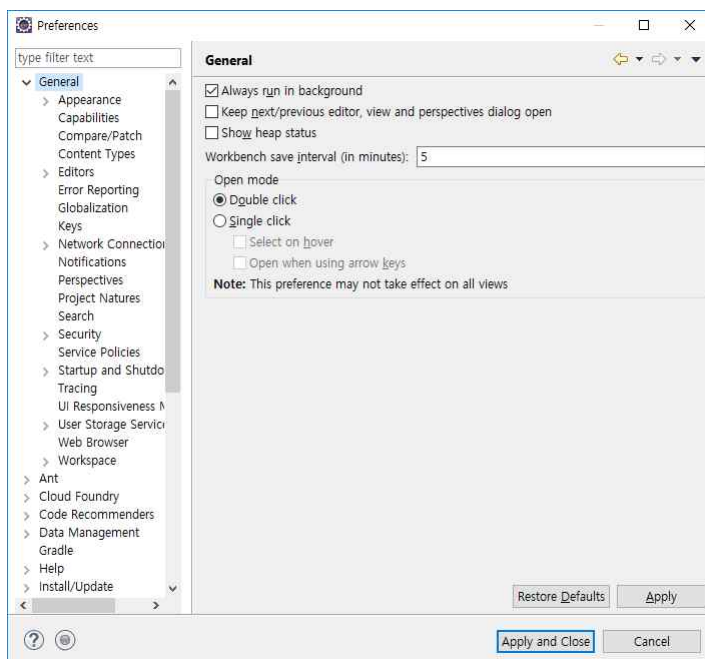 Preferences
type filter text
General
Appearance
Capabilities
Compare/Patch
Content Types
Editors
Error Reporting
Globalization
Keys
Network Connection
Notifications
Perspectives
Project Natures
Search
Security
Service Policies
Startup and Shutdo
Tracing
UI Responsiveness M
User Storage Service
Web Browser
Workspace
Ant
Cloud Foundry
Code Recommenders
Data Management
Gradle
Help
Install/Update
General
Always run in background
Keep next/previous editor, view and perspectives dialog open
Show heap status
Workbench save interval (in minutes): 5
Open mode
Double click
Single click
Select on hover
Open when using arrow keys
Note: This preference may not take effect on all views
Restore Defaults Apply
? Apply and Close Cancel